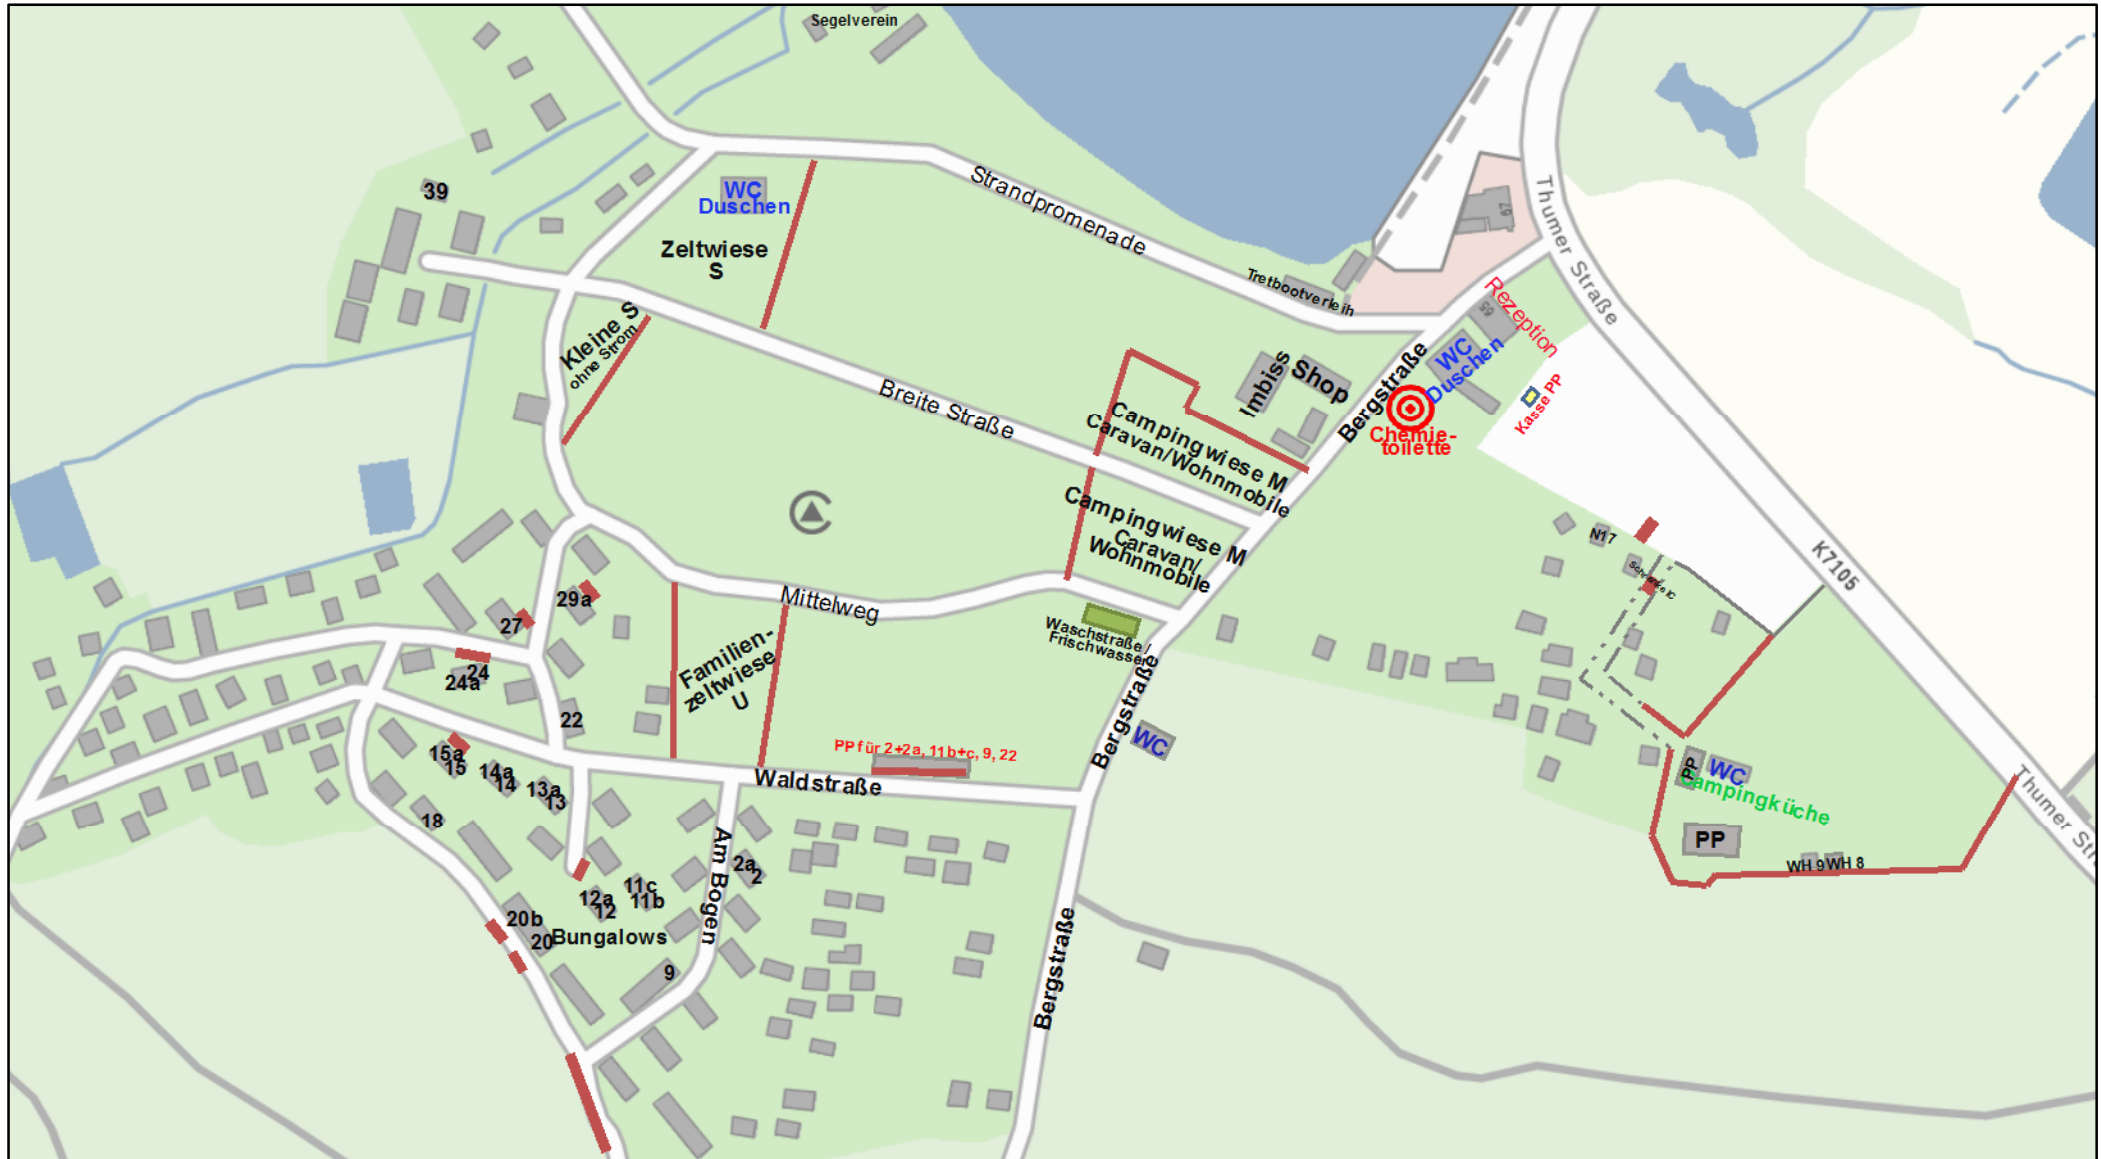 Segelverein
39
WC
Duschen
Zeltwiese
S
Strandpromenade
Thumer Straße
67
Tretbootverleih
Rezeption
65
WC
Duschen
Kleine S
ohne Strom
Breite Straße
Imbiss
Shop
Bergstraße
Kasse PP
Chemie-
toilette
Campingwiese M
Caravan/Wohnmobile
Campingwiese M
Caravan/
Wohnmobile
N17
Schranke IC
K7105
29a
27
24
24a
22
Mittelweg
Familien-
zeltwiese
U
Waschstraße /
Frischwasser
Bergstraße
WC
PP für 2+2a, 11b+c, 9, 22
Waldstraße
15a
15
14a
14
13a
13
18
Am Bogen
2a
2
11c
11b
12a
12
20b
20
Bungalows
9
Bergstraße
PP
WC
Campingküche
PP
WH 9
WH 8
Thumer Str